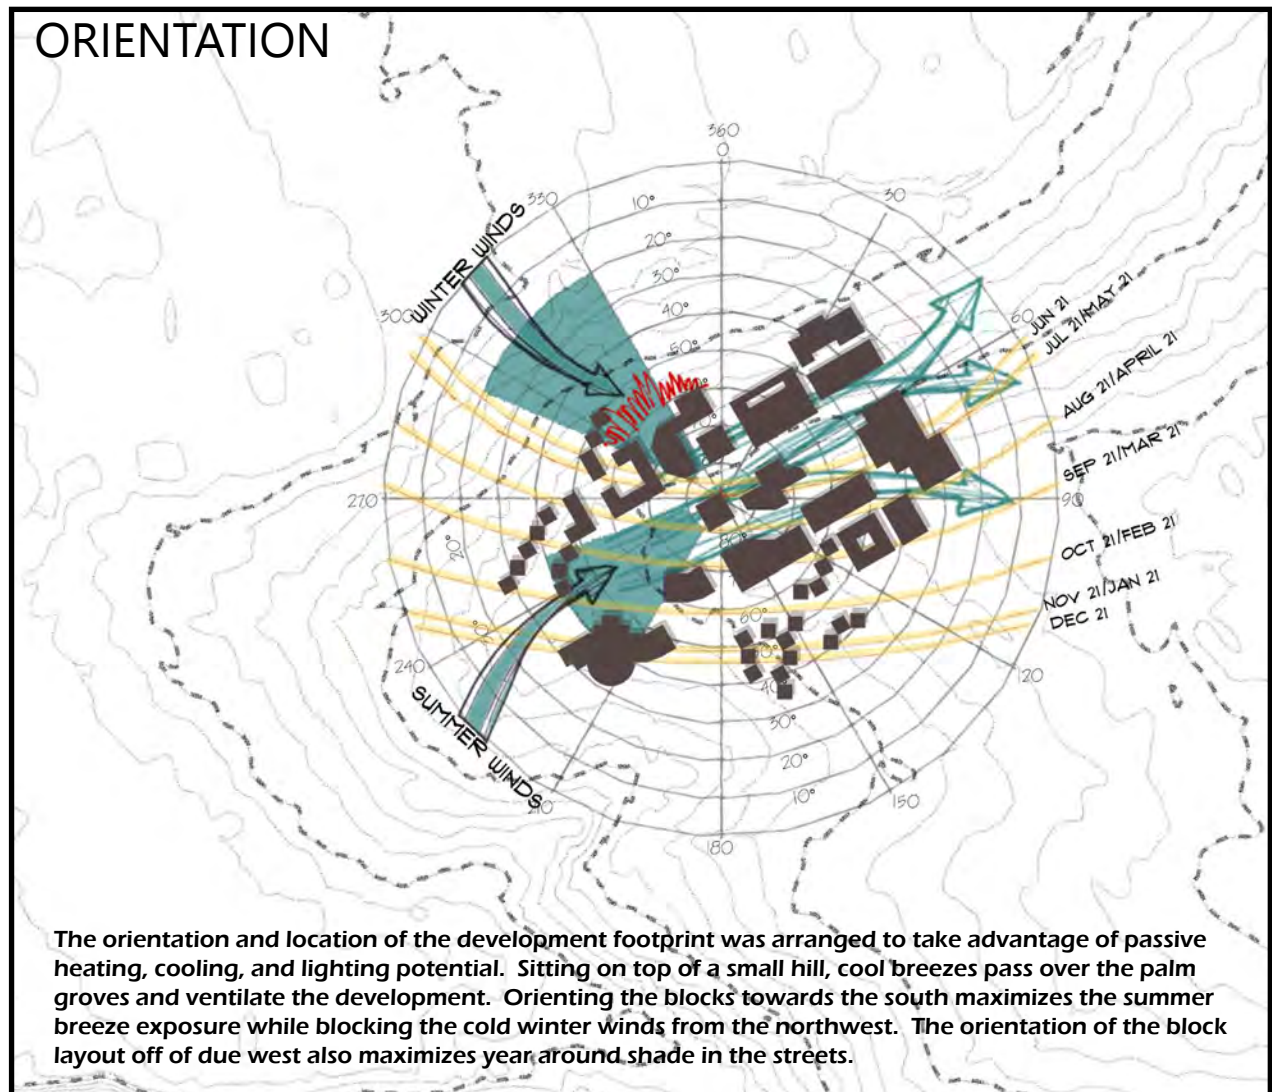 ORIENTATION
360
0
330
10°
30
20°
WINTER WINDS
30°
300
40°
60
JUN 21
JUL 21/MAY 21
50°
AUG 21/APRIL 21
SEP 21/MAR 21
270
90
20°
OCT 21/FEB 21
NOV 21/JAN 21
DEC 21
60°
240
120
40°
SUMMER WINDS
30°
20°
10°
210
150
180
The orientation and location of the development footprint was arranged to take advantage of passive
heating, cooling, and lighting potential.  Sitting on top of a small hill, cool breezes pass over the palm
groves and ventilate the development.  Orienting the blocks towards the south maximizes the summer
breeze exposure while blocking the cold winter winds from the northwest.  The orientation of the block
layout off of due west also maximizes year around shade in the streets.